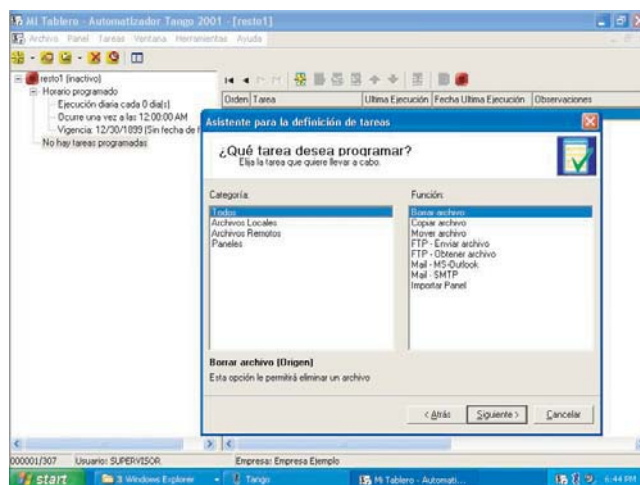 Mi Tablero - Automatizador Tango 2001 - [resto1]
Archivo Panel Tareas Ventana Herramientas Ayuda
resto1 (inactivo)
Horario programado
Ejecución diaria cada 0 dia(s)
Ocurre una vez a las 12:00:00 AM
Vigencia: 12/30/1899 (Sin fecha de f
No hay tareas programadas
Orden Tarea Ultima Ejecución Fecha Ultima Ejecución Observaciones
Asistente para la definición de tareas
¿Qué tarea desea programar?
Elija la tarea que quiere llevar a cabo.
Categoría:
Todos
Archivos Locales
Archivos Remotos
Paneles
Función:
Borrar archivo
Copiar archivo
Mover archivo
FTP - Enviar archivo
FTP - Obtener archivo
Mail - MS-Outlook
Mail - SMTP
Importar Panel
Borrar archivo (Origen)
Esta opción le permitirá eliminar un archivo
< Atrás Siguiente > Cancelar
000001/307 Usuario: SUPERVISOR Empresa: Empresa Ejemplo
start 3 Windows Explorer Tango Mi Tablero - Automati... 6:44 PM